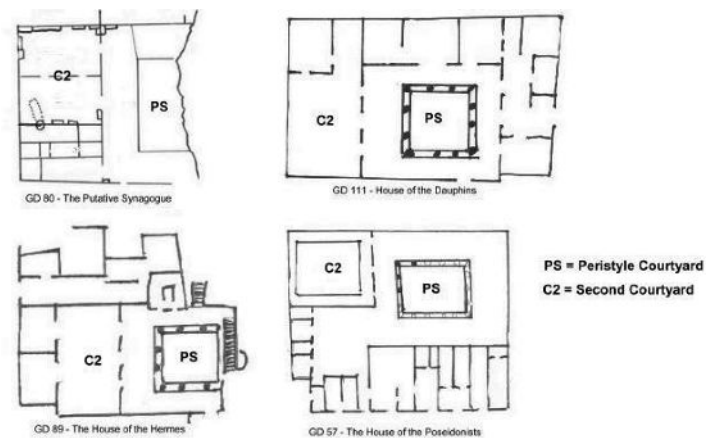 C2
PS
GD 80 - The Putative Synagogue
C2
PS
GD 111 - House of the Dauphins
C2
PS
GD 89 - The House of the Hermes
C2
PS
GD 57 - The House of the Poseidonists
PS = Peristyle Courtyard
C2 = Second Courtyard